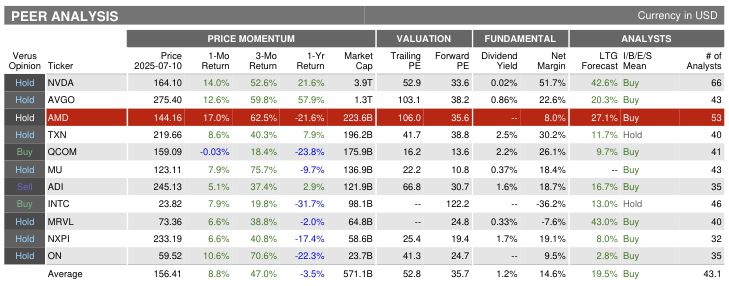 PEER ANALYSIS Currency in USD
PRICE MOMENTUM VALUATION FUNDAMENTAL ANALYSTS
Verus Price 1-Mo 3-Mo 1-Yr Market Trailing Forward Dividend Net LTG I/B/E/S # of
Opinion Ticker 2025-07-10 Return Return Return Cap PE PE Yield Margin Forecast Mean Analysts
Hold NVDA 164.10 14.0% 52.6% 21.6% 3.9T 52.9 33.6 0.02% 51.7% 42.6% Buy 66
Hold AVGO 275.40 12.6% 59.8% 57.9% 1.3T 103.1 38.2 0.86% 22.6% 20.3% Buy 43
Hold AMD 144.16 17.0% 62.5% -21.6% 223.6B 106.0 35.6 -- 8.0% 27.1% Buy 53
Hold TXN 219.66 8.6% 40.3% 7.9% 196.2B 41.7 38.8 2.5% 30.2% 11.7% Hold 40
Buy QCOM 159.09 -0.03% 18.4% -23.8% 175.9B 16.2 13.6 2.2% 26.1% 9.7% Buy 41
Hold MU 123.11 7.9% 75.7% -9.7% 136.9B 22.2 10.8 0.37% 18.4% -- Buy 43
Sell ADI 245.13 5.1% 37.4% 2.9% 121.9B 66.8 30.7 1.6% 18.7% 16.7% Buy 35
Buy INTC 23.82 7.9% 19.8% -31.7% 98.1B -- 122.2 -- -36.2% 13.0% Hold 46
Hold MRVL 73.36 6.6% 38.8% -2.0% 64.8B -- 24.8 0.33% -7.6% 43.0% Buy 40
Hold NXPI 233.19 6.6% 40.8% -17.4% 58.6B 25.4 19.4 1.7% 19.1% 8.0% Buy 32
Hold ON 59.52 10.6% 70.6% -22.3% 23.7B 41.3 24.7 -- 9.5% 2.8% Buy 35
Average 156.41 8.8% 47.0% -3.5% 571.1B 52.8 35.7 1.2% 14.6% 19.5% Buy 43.1